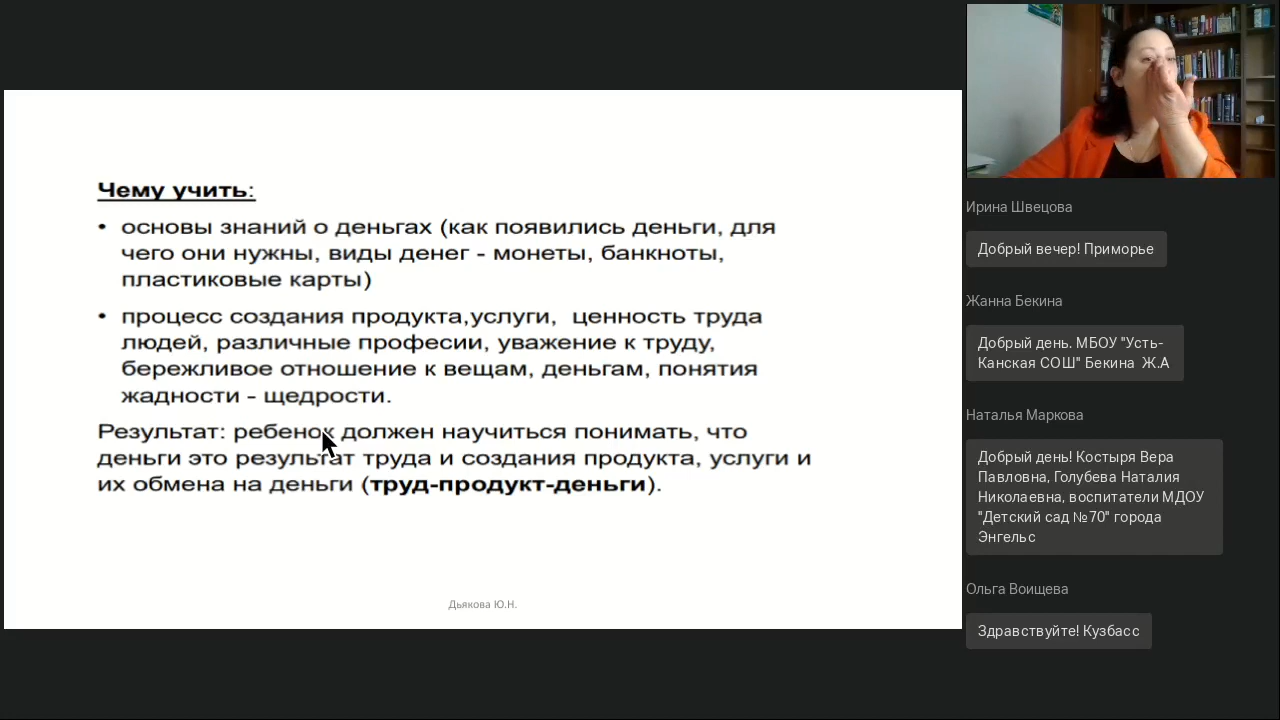 Чему учить:
• основы знаний о деньгах (как появились деньги, для
чего они нужны, виды денег - монеты, банкноты,
пластиковые карты)
• процесс создания продукта,услуги, ценность труда
людей, различные професии, уважение к труду,
бережливое отношение к вещам, деньгам, понятия
жадности - щедрости.
Результат: ребенок должен научиться понимать, что
деньги это результат труда и создания продукта, услуги и
их обмена на деньги (труд-продукт-деньги).
Дьякова Ю.Н.
Ирина Швецова
Добрый вечер! Приморье
Жанна Бекина
Добрый день. МБОУ "Усть-
Канская СОШ" Бекина Ж.А
Наталья Маркова
Добрый день! Костыря Вера
Павловна, Голубева Наталия
Николаевна, воспитатели МДОУ
"Детский сад №70" города
Энгельс
Ольга Воищева
Здравствуйте! Кузбасс